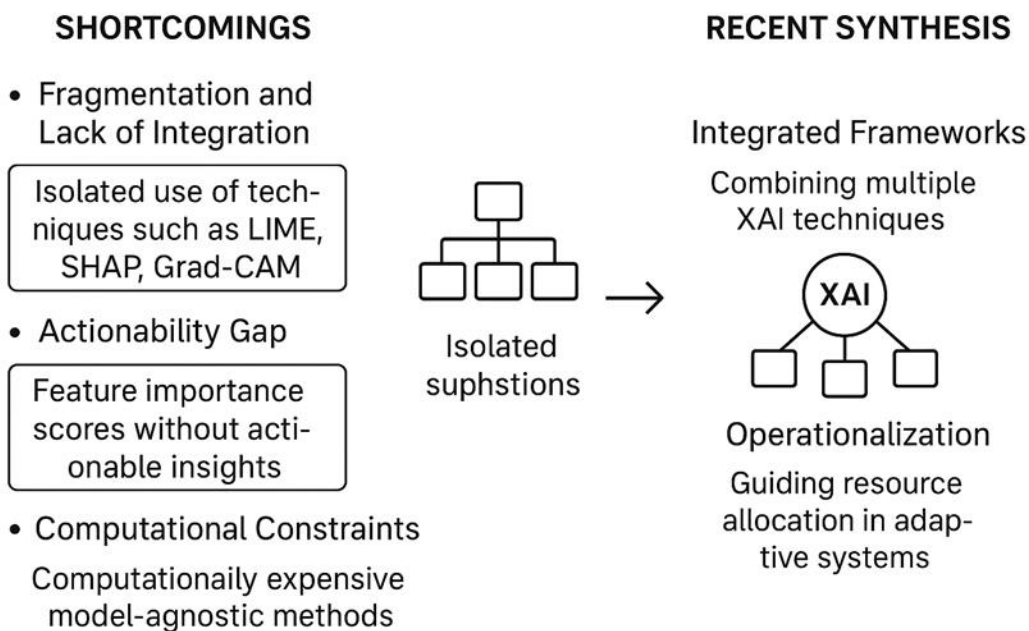 SHORTCOMINGS
• Fragmentation and
Lack of Integration
Isolated use of tech-
niques such as LIME,
SHAP, Grad-CAM
• Actionability Gap
Feature importance
scores without acti-
onable insights
• Computational Constraints
Computationaily expensive
model-agnostic methods
Isolated
suphstions
RECENT SYNTHESIS
Integrated Frameworks
Combining multiple
XAI techniques
XAI
Operationalization
Guiding resource
allocation in adap-
tive systems